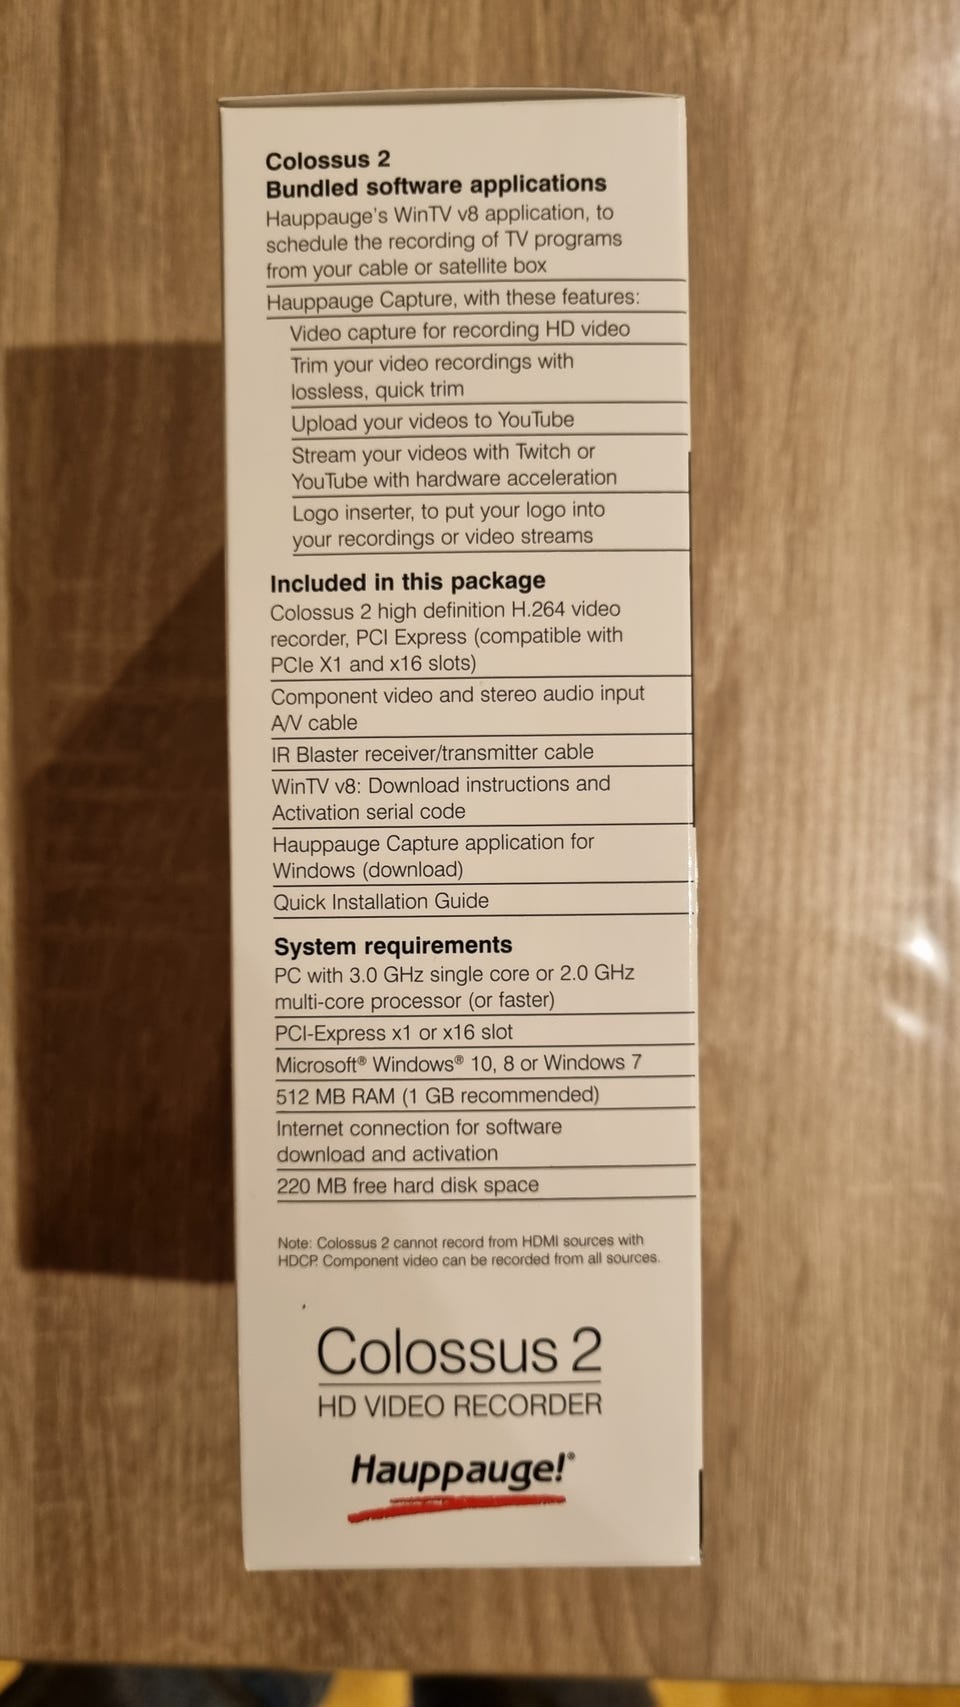 Colossus 2
Bundled software applications
Hauppauge's WinTV v8 application, to
schedule the recording of TV programs
from your cable or satellite box
Hauppauge Capture, with these features:
Video capture for recording HD video
Trim your video recordings with
lossless, quick trim
Upload your videos to YouTube
Stream your videos with Twitch or
YouTube with hardware acceleration
Logo inserter, to put your logo into
your recordings or video streams
Included in this package
Colossus 2 high definition H.264 video
recorder, PCI Express (compatible with
PCIe X1 and x16 slots)
Component video and stereo audio input
A/V cable
IR Blaster receiver/transmitter cable
WinTV v8: Download instructions and
Activation serial code
Hauppauge Capture application for
Windows (download)
Quick Installation Guide
System requirements
PC with 3.0 GHz single core or 2.0 GHz
multi-core processor (or faster)
PCI-Express x1 or x16 slot
Microsoft® Windows® 10, 8 or Windows 7
512 MB RAM (1 GB recommended)
Internet connection for software
download and activation
220 MB free hard disk space
Note: Colossus 2 cannot record from HDMI sources with
HDCP. Component video can be recorded from all sources.
Colossus 2
HD VIDEO RECORDER
Hauppauge!®